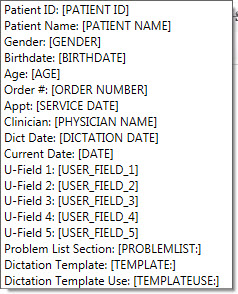 Patient ID: [PATIENT ID]
Patient Name: [PATIENT NAME]
Gender: [GENDER]
Birthdate: [BIRTHDATE]
Age: [AGE]
Order #: [ORDER NUMBER]
Appt: [SERVICE DATE]
Clinician: [PHYSICIAN NAME]
Dict Date: [DICTATION DATE]
Current Date: [DATE]
U-Field 1: [USER_FIELD_1]
U-Field 2: [USER_FIELD_2]
U-Field 3: [USER_FIELD_3]
U-Field 4: [USER_FIELD_4]
U-Field 5: [USER_FIELD_5]
Problem List Section: [PROBLEMLIST:]
Dictation Template: [TEMPLATE:]
Dictation Template Use: [TEMPLATEUSE:]